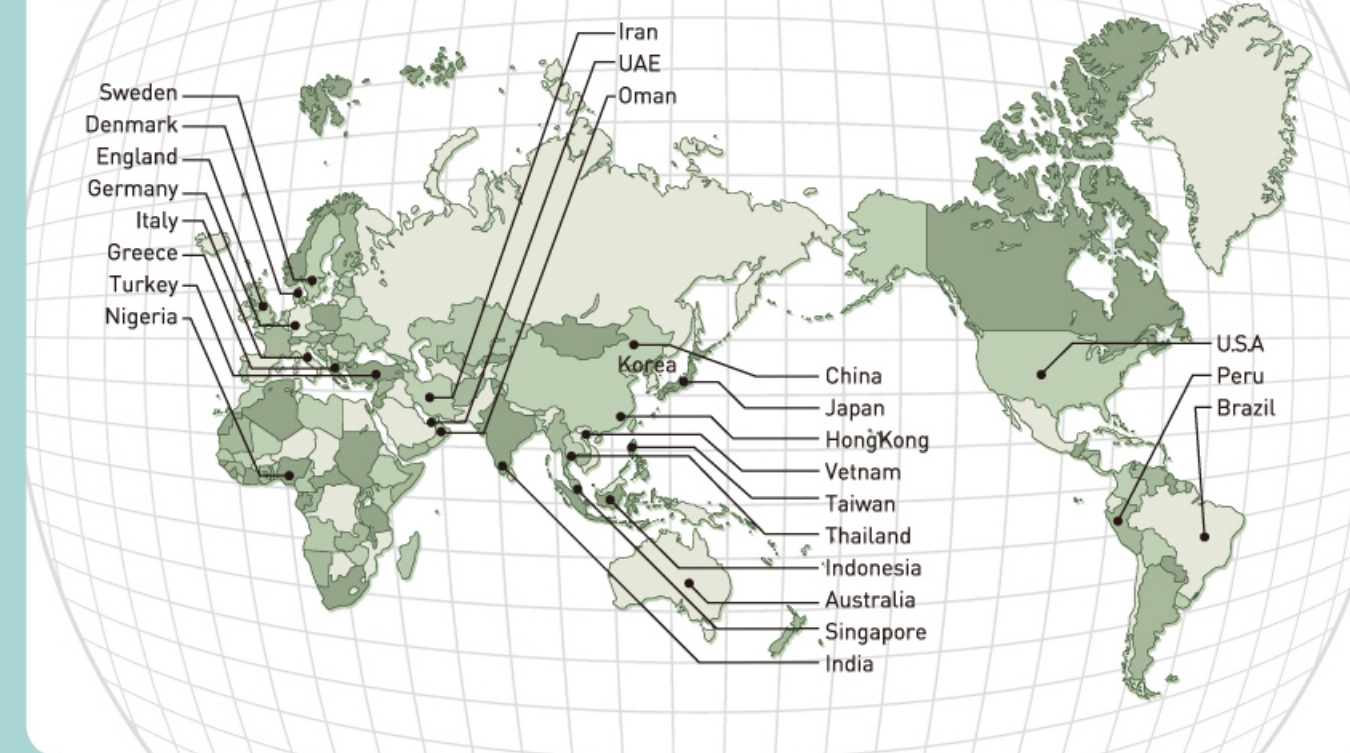 Iran
UAE
Oman
Sweden
Denmark
England
Germany
Italy
Greece
Turkey
Nigeria
Korea
China
Japan
HongKong
Vetnam
Taiwan
Thailand
Indonesia
Australia
Singapore
India
U.S.A
Peru
Brazil